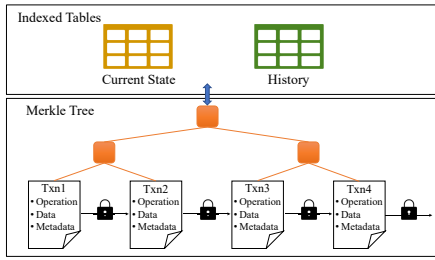 Indexed Tables
Current State
History
Merkle Tree
Txn1
• Operation
• Data
• Metadata
Txn2
• Operation
• Data
• Metadata
Txn3
• Operation
• Data
• Metadata
Txn4
• Operation
• Data
• Metadata